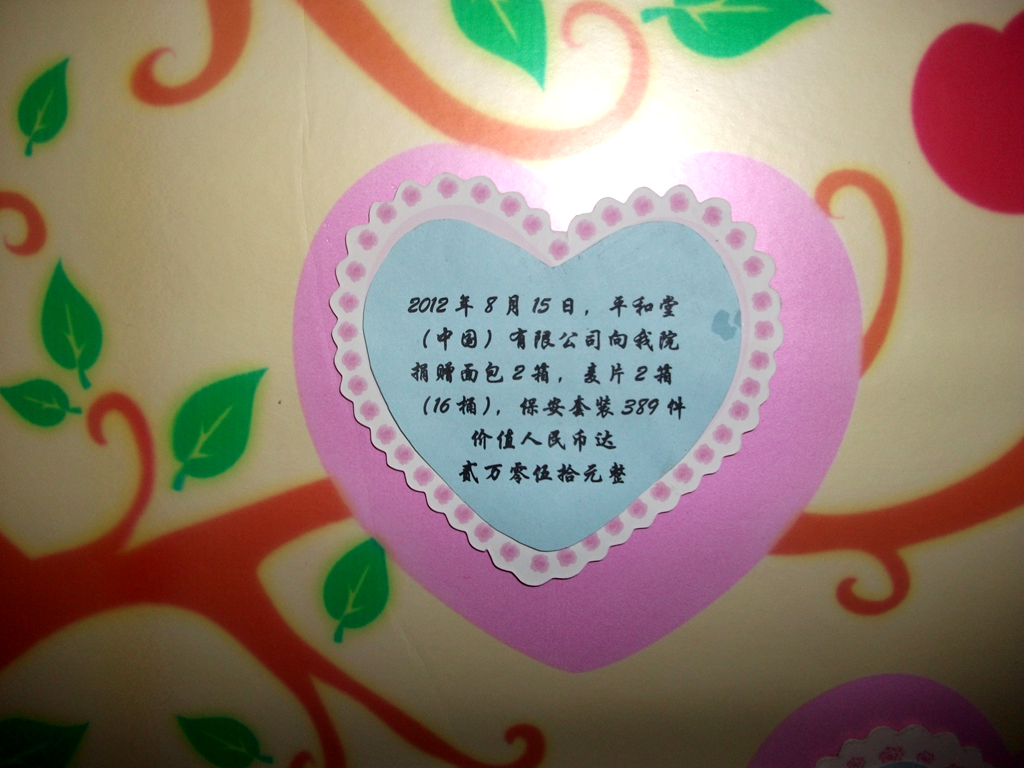 2012年8月15日，平和堂
（中国）有限公司向我院
捐赠面包2箱，麦片2箱
（16桶），保安套装389件
价值人民币达
贰万零伍拾元整